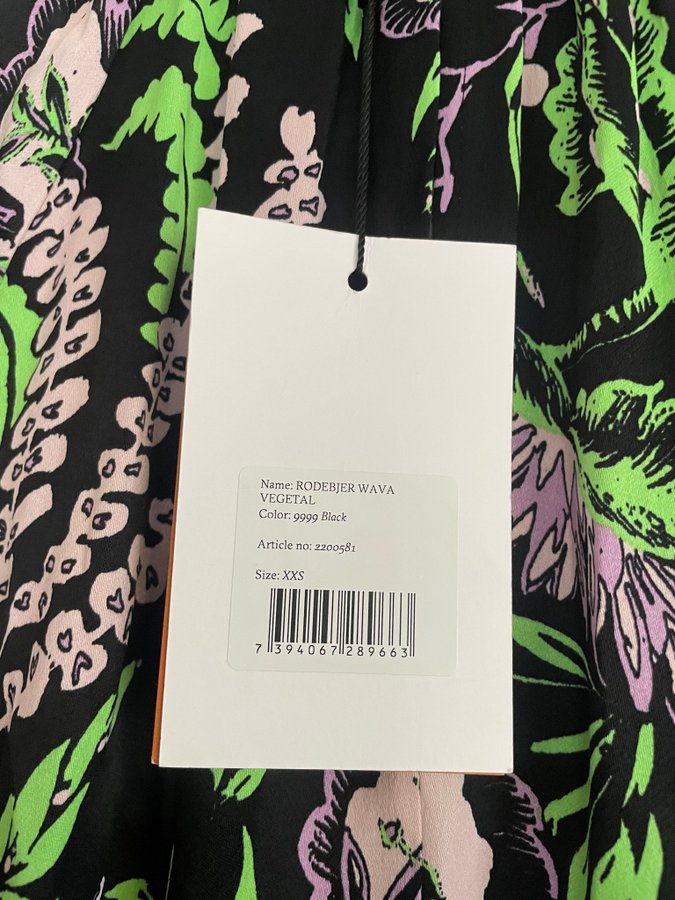 Name: RODEBJER WAVA
VEGETAL
Color: 9999 Black
Article no: 2200581
Size: XXS
7 394067 289663